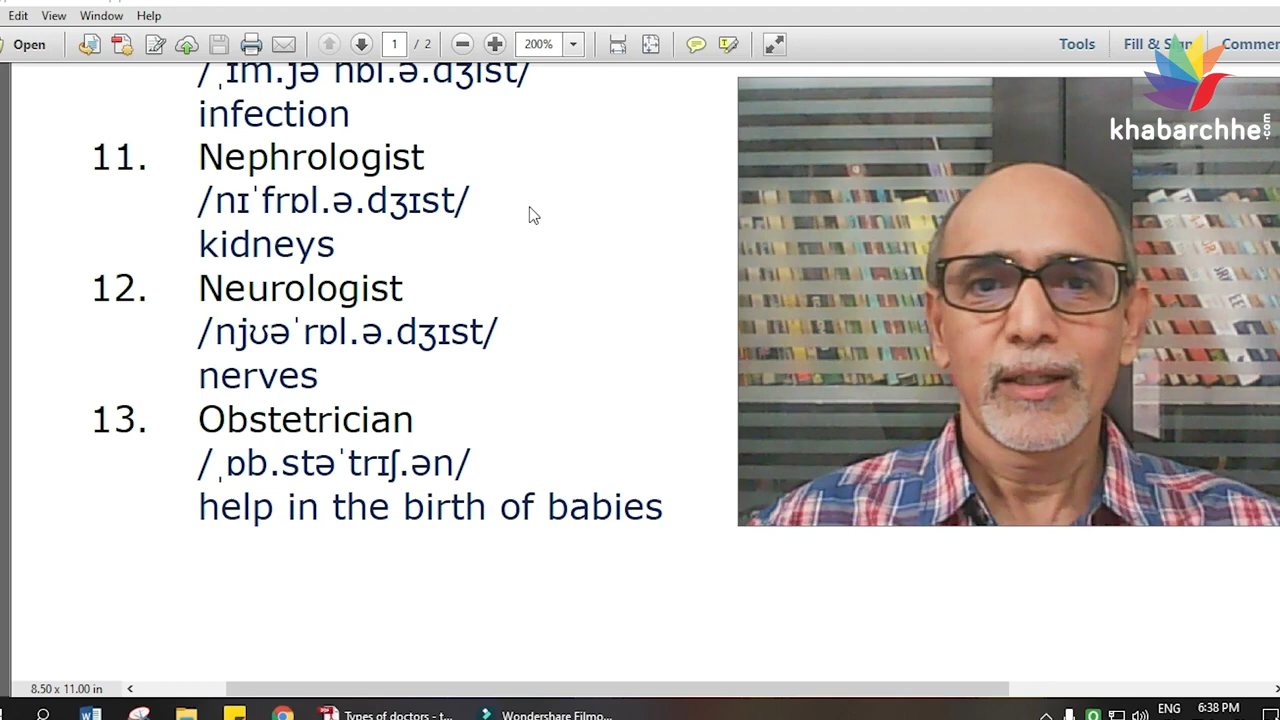 Edit View Window Help
Open 1 / 2 200% Tools Fill & Sign Comme
khabarchhe.com
infection
11. Nephrologist
/nɪˈfrɒl.ə.dʒɪst/
kidneys
12. Neurologist
/njʊəˈrɒl.ə.dʒɪst/
nerves
13. Obstetrician
/ˌɒb.stəˈtrɪʃ.ən/
help in the birth of babies
8.50 x 11.00 in
Types of doctors - t... Wondershare Filmo... ENG 6:38 PM